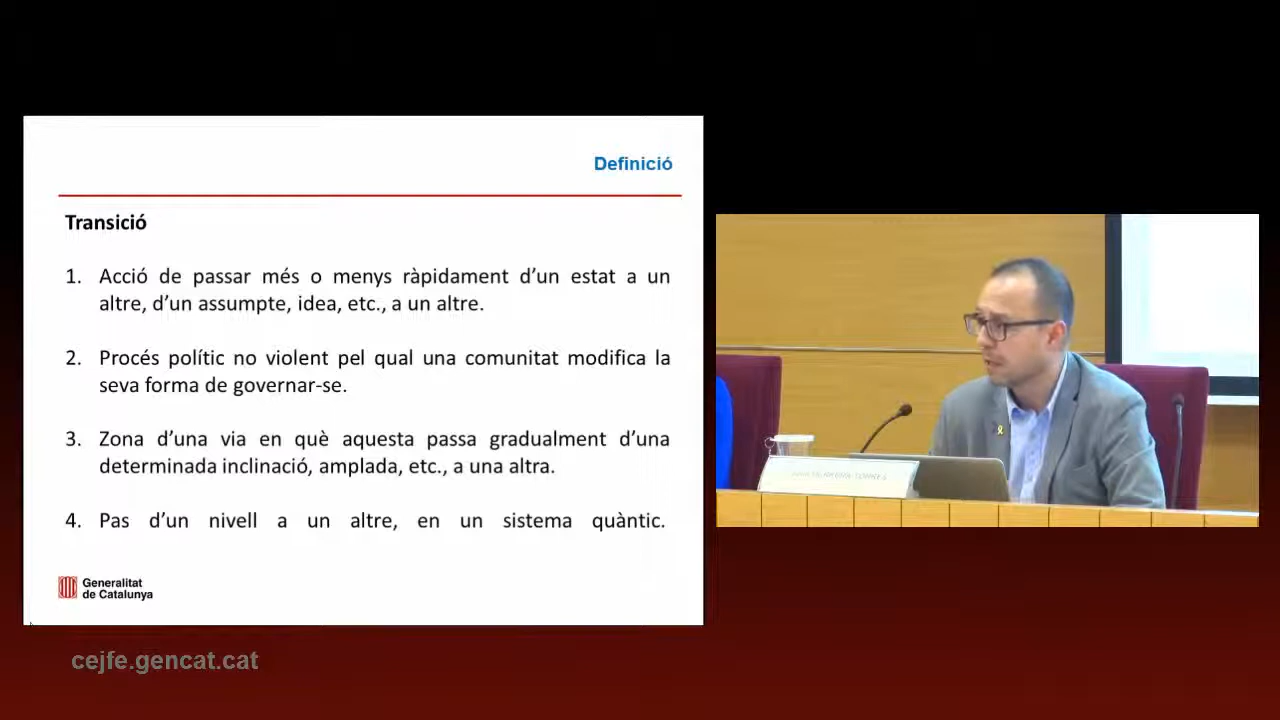 Definició
Transició
1. Acció de passar més o menys ràpidament d'un estat a un
altre, d'un assumpte, idea, etc., a un altre.
2. Procés polític no violent pel qual una comunitat modifica la
seva forma de governar-se.
3. Zona d'una via en què aquesta passa gradualment d'una
determinada inclinació, amplada, etc., a una altra.
4. Pas d'un nivell a un altre, en un sistema quàntic.
Generalitat
de Catalunya
cejfe.gencat.cat